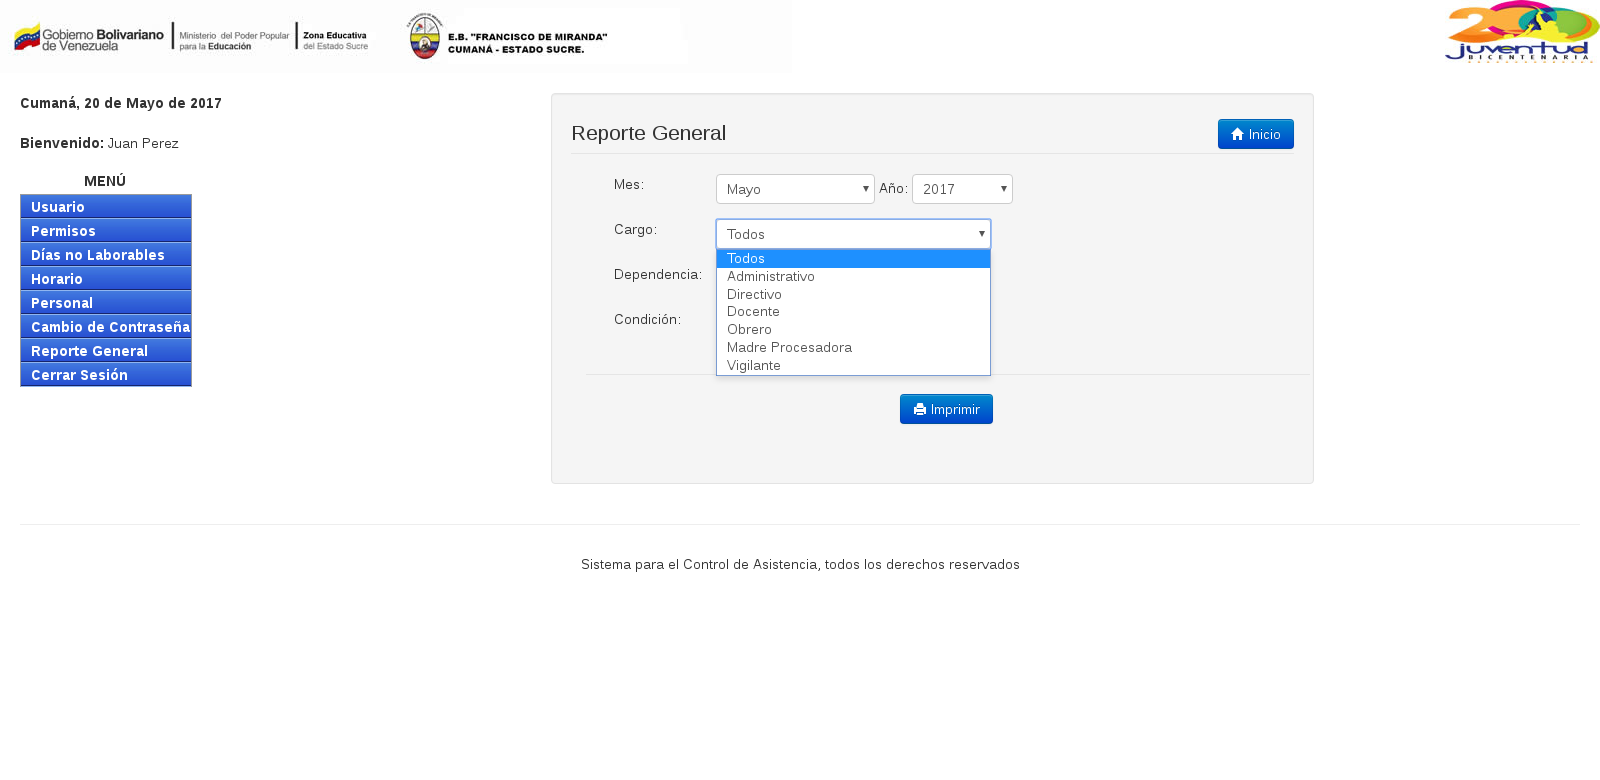 Gobierno Bolivariano
de Venezuela
Ministerio del Poder Popular
para la Educación
Zona Educativa
del Estado Sucre
E.B. "FRANCISCO DE MIRANDA"
CUMANÁ - ESTADO SUCRE.
200
juventud
BICENTENARIA
Cumaná, 20 de Mayo de 2017
Bienvenido: Juan Perez
MENÚ
Usuario
Permisos
Días no Laborables
Horario
Personal
Cambio de Contraseña
Reporte General
Cerrar Sesión
Reporte General
Inicio
Mes: Mayo Año: 2017
Cargo: Todos
Todos
Administrativo
Directivo
Docente
Obrero
Madre Procesadora
Vigilante
Dependencia:
Condición:
Imprimir
Sistema para el Control de Asistencia, todos los derechos reservados